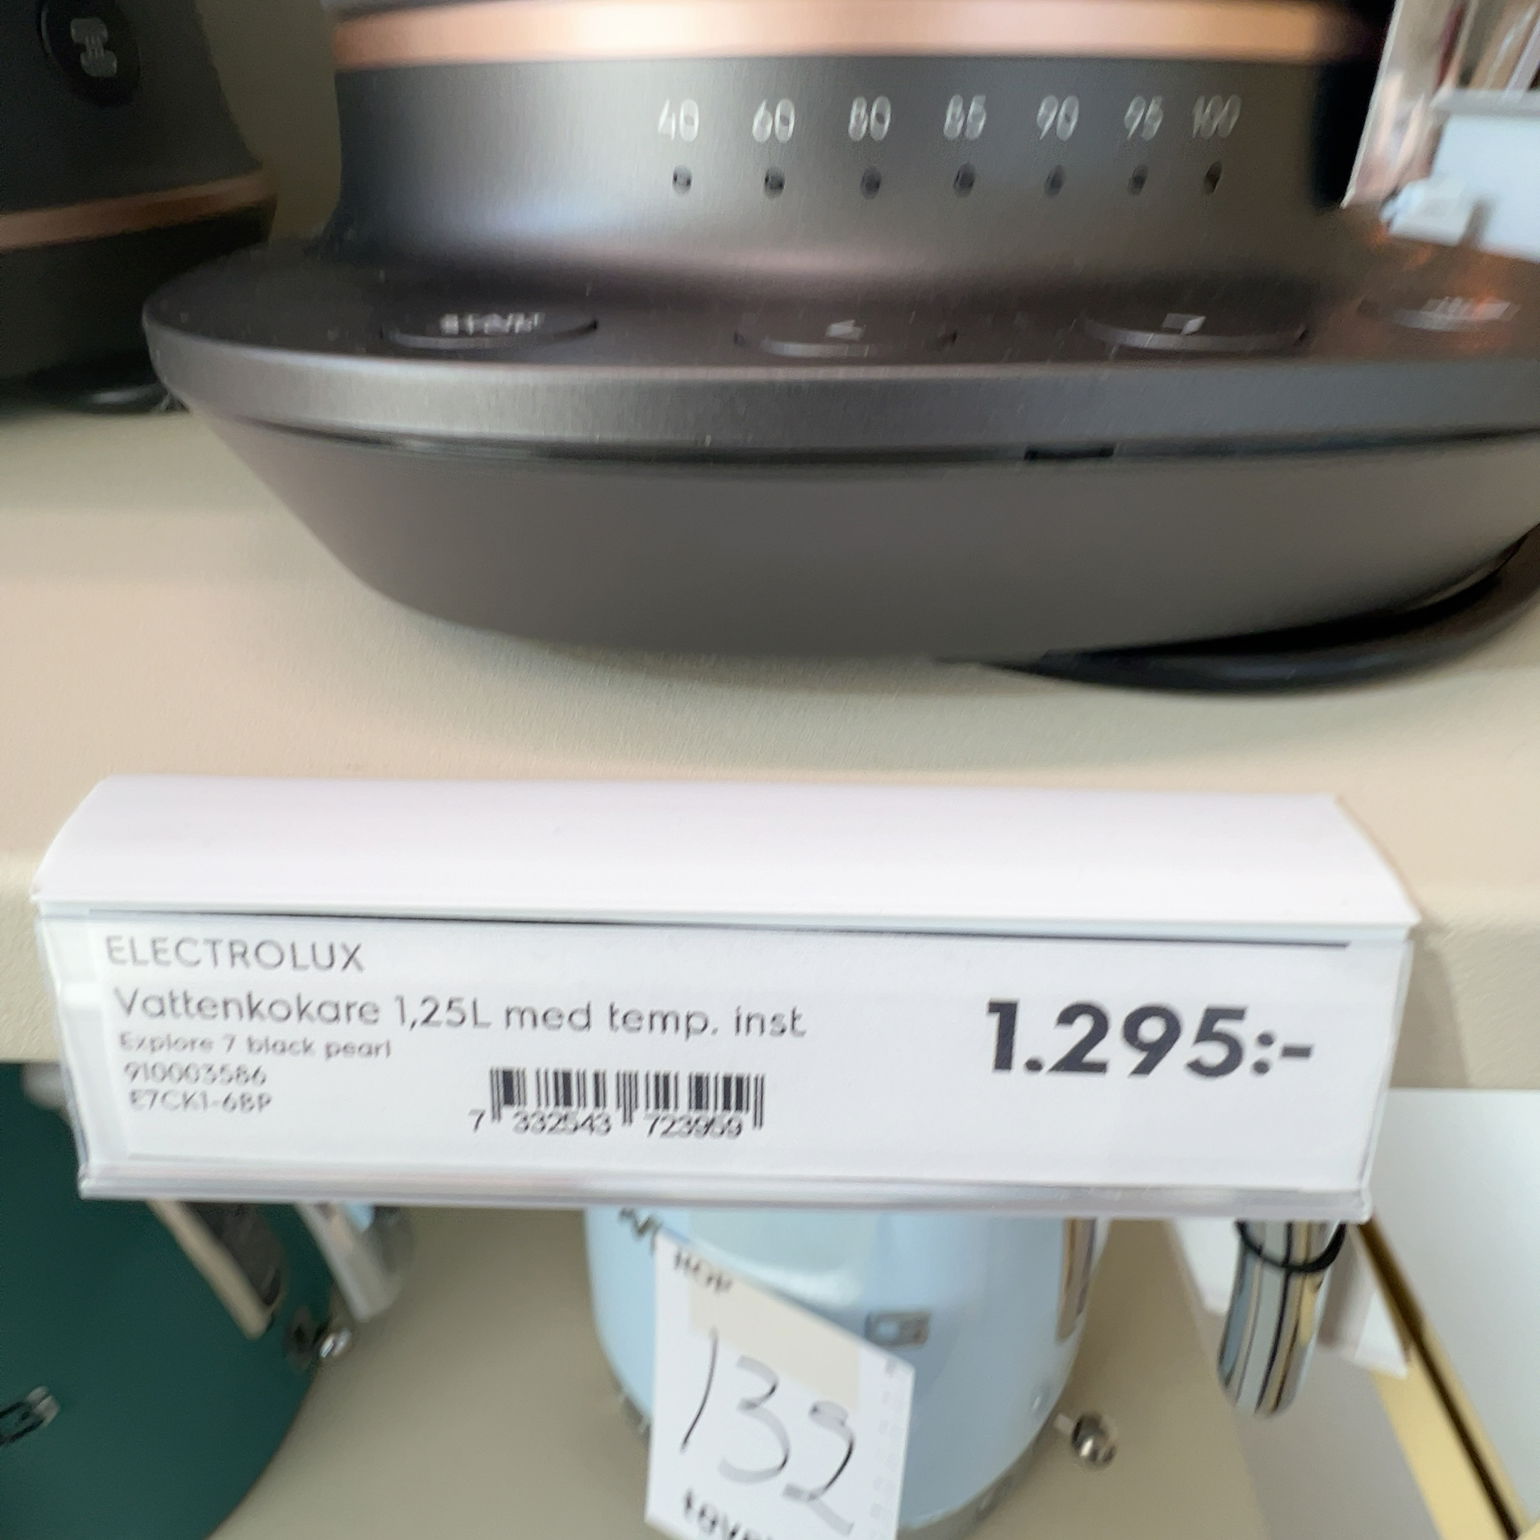 40 60 80 85 90 95 100
ELECTROLUX
Vattenkokare 1,25L med temp. inst
1.295:-
Explore 7 black pearl
910003586
E7CK1-6BP
7 332543 723959